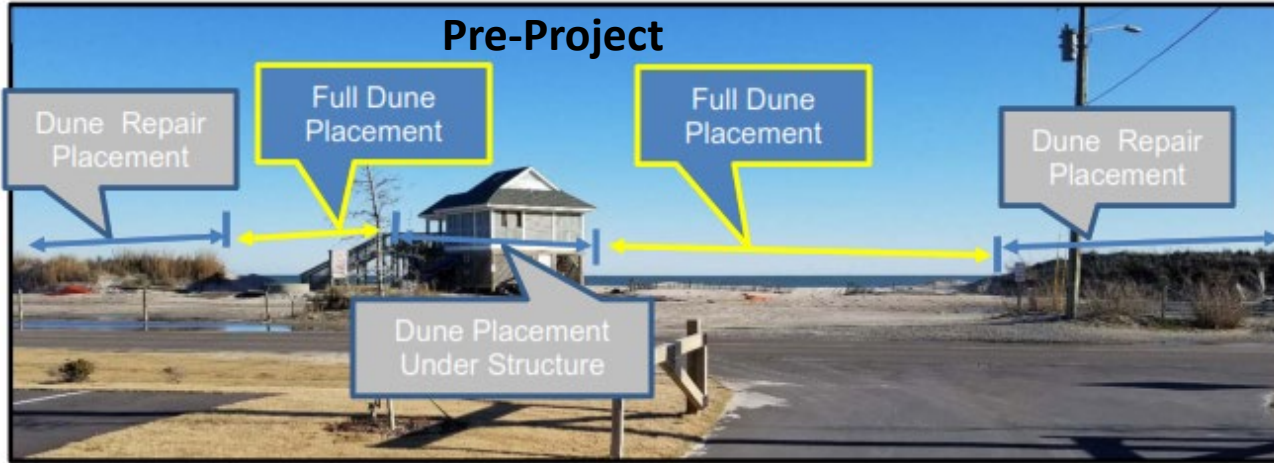 Pre-Project
Dune Repair
Placement
Full Dune
Placement
Full Dune
Placement
Dune Repair
Placement
Dune Placement
Under Structure